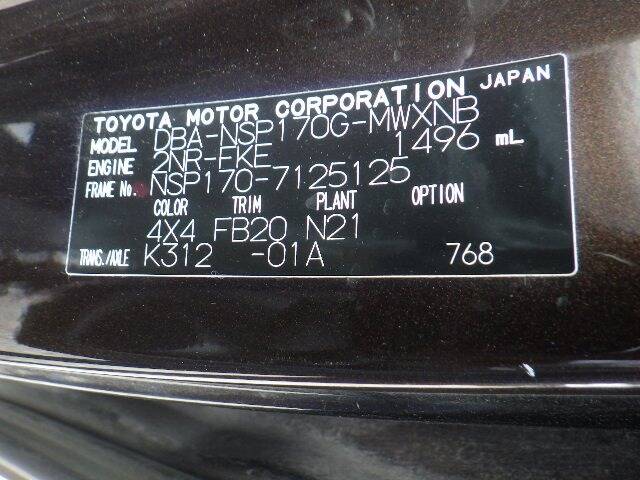 TOYOTA MOTOR CORPORATION JAPAN
MODEL DBA-NSP170G-MWXNB
ENGINE 2NR-FKE 1496 mL
FRAME No. NSP170-7125125
COLOR TRIM PLANT OPTION
4X4 FB20 N21
TRANS./AXLE K312 -01A 768